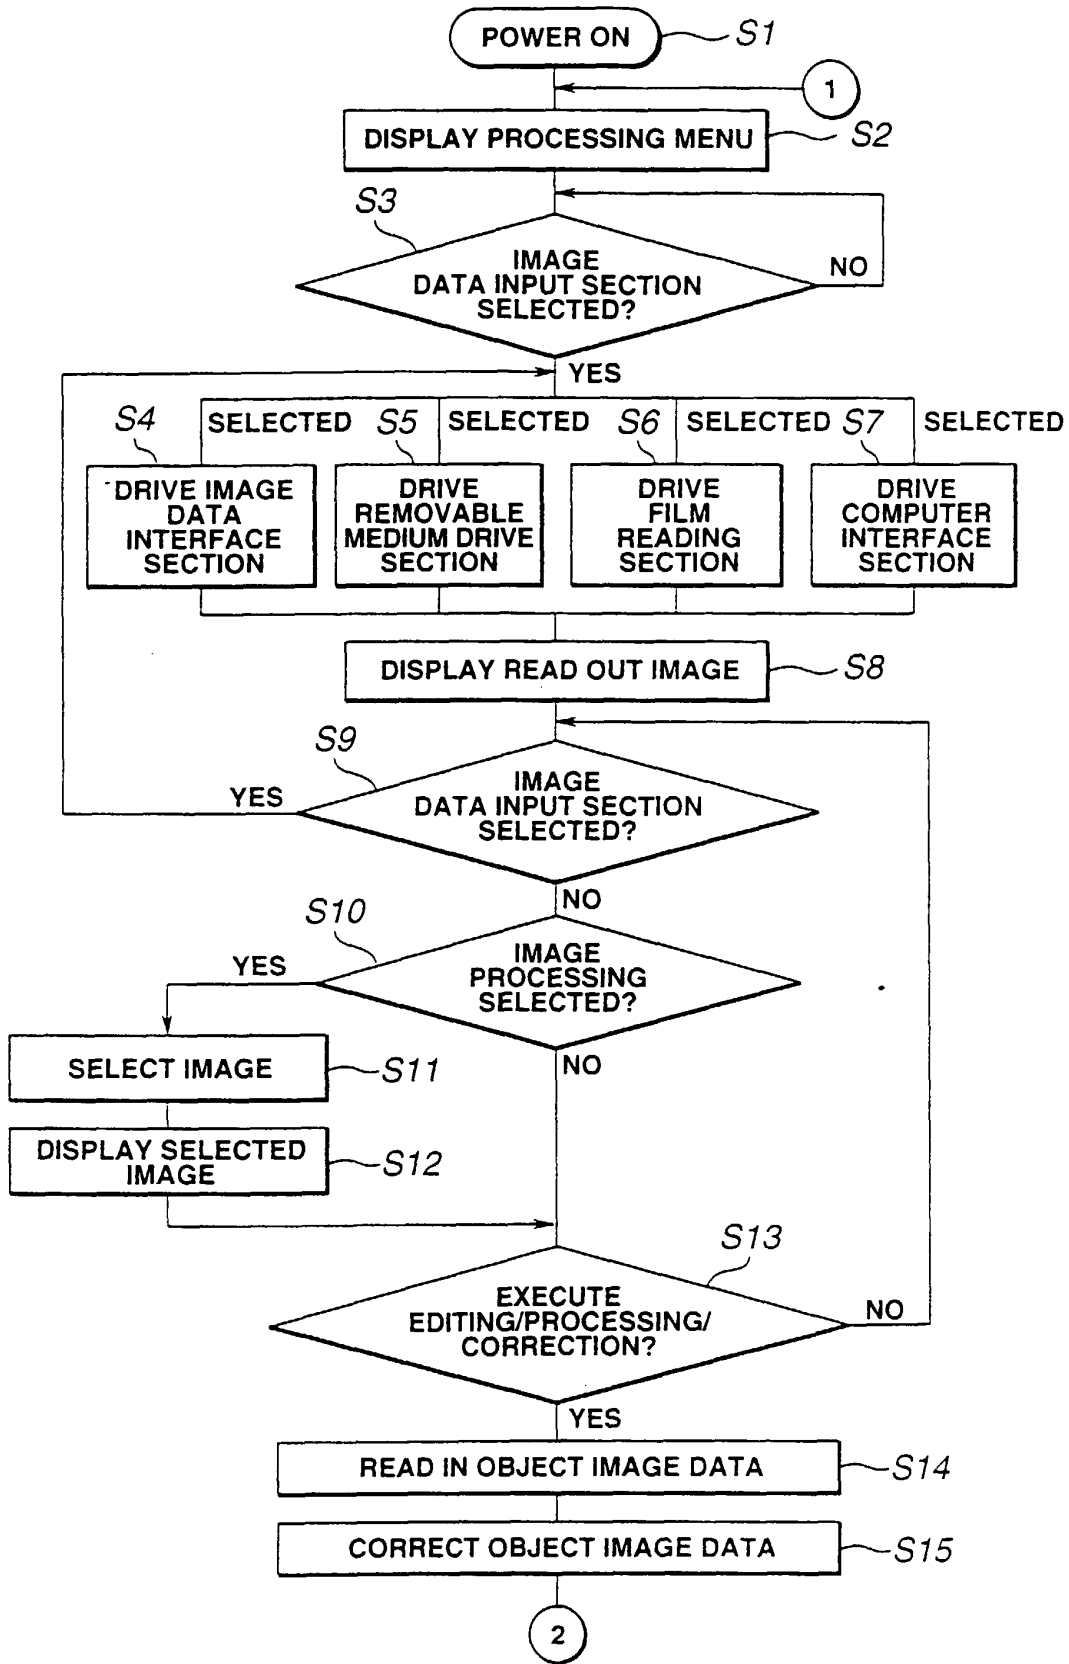 POWER ON
S1
1
DISPLAY PROCESSING MENU
S2
S3
IMAGE
DATA INPUT SECTION
SELECTED?
NO
YES
S4
SELECTED
S5
SELECTED
S6
SELECTED
S7
SELECTED
DRIVE IMAGE
DATA
INTERFACE
SECTION
DRIVE
REMOVABLE
MEDIUM DRIVE
SECTION
DRIVE
FILM
READING
SECTION
DRIVE
COMPUTER
INTERFACE
SECTION
DISPLAY READ OUT IMAGE
S8
S9
IMAGE
DATA INPUT SECTION
SELECTED?
YES
NO
S10
IMAGE
PROCESSING
SELECTED?
YES
NO
SELECT IMAGE
S11
DISPLAY SELECTED
IMAGE
S12
S13
EXECUTE
EDITING/PROCESSING/
CORRECTION?
NO
YES
READ IN OBJECT IMAGE DATA
S14
CORRECT OBJECT IMAGE DATA
S15
2